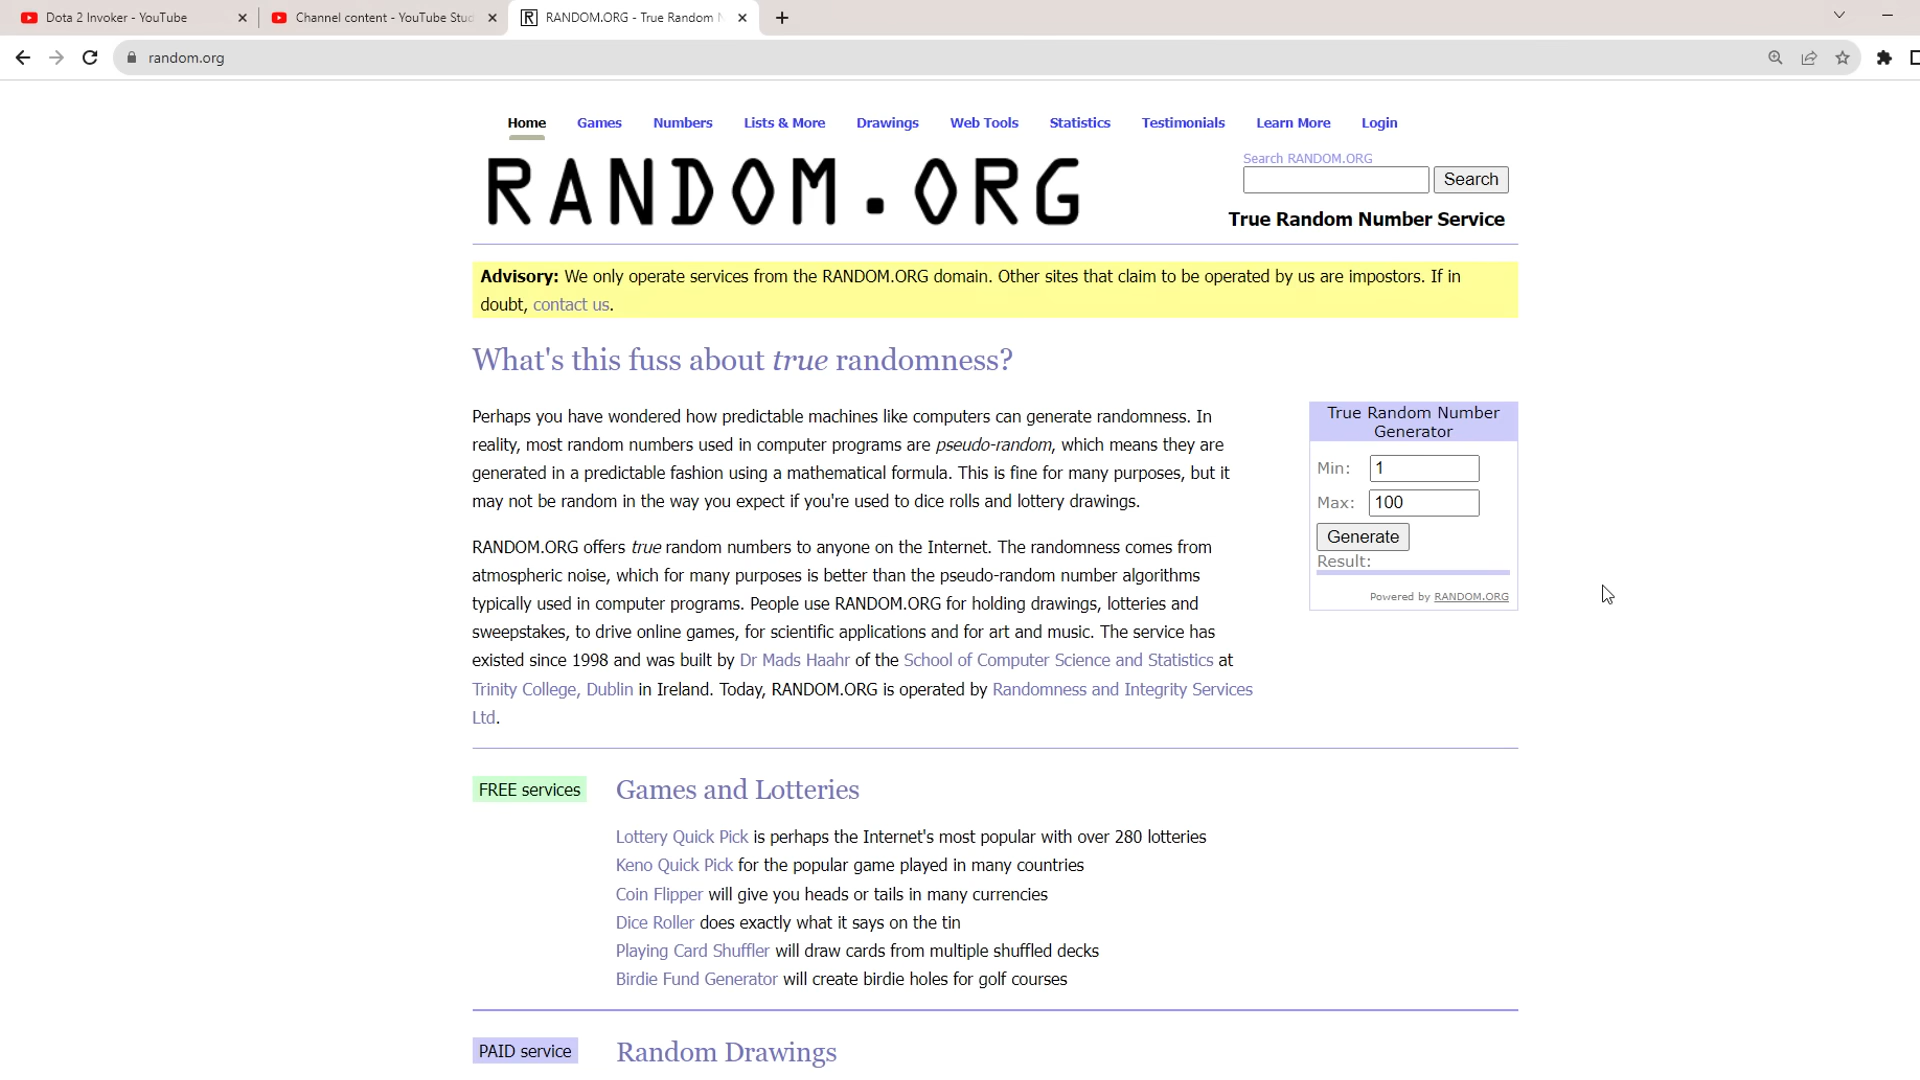 Dota 2 Invoker - YouTube
Channel content - YouTube Stud
RANDOM.ORG - True Random N
random.org
Home Games Numbers Lists & More Drawings Web Tools Statistics Testimonials Learn More Login
RANDOM.ORG
Search RANDOM.ORG
Search
True Random Number Service
Advisory: We only operate services from the RANDOM.ORG domain. Other sites that claim to be operated by us are impostors. If in
doubt, contact us.
What's this fuss about true randomness?
Perhaps you have wondered how predictable machines like computers can generate randomness. In
reality, most random numbers used in computer programs are pseudo-random, which means they are
generated in a predictable fashion using a mathematical formula. This is fine for many purposes, but it
may not be random in the way you expect if you're used to dice rolls and lottery drawings.
RANDOM.ORG offers true random numbers to anyone on the Internet. The randomness comes from
atmospheric noise, which for many purposes is better than the pseudo-random number algorithms
typically used in computer programs. People use RANDOM.ORG for holding drawings, lotteries and
sweepstakes, to drive online games, for scientific applications and for art and music. The service has
existed since 1998 and was built by Dr Mads Haahr of the School of Computer Science and Statistics at
Trinity College, Dublin in Ireland. Today, RANDOM.ORG is operated by Randomness and Integrity Services
Ltd.
True Random Number
Generator
Min: 1
Max: 100
Generate
Result:
Powered by RANDOM.ORG
FREE services
Games and Lotteries
Lottery Quick Pick is perhaps the Internet's most popular with over 280 lotteries
Keno Quick Pick for the popular game played in many countries
Coin Flipper will give you heads or tails in many currencies
Dice Roller does exactly what it says on the tin
Playing Card Shuffler will draw cards from multiple shuffled decks
Birdie Fund Generator will create birdie holes for golf courses
PAID service
Random Drawings